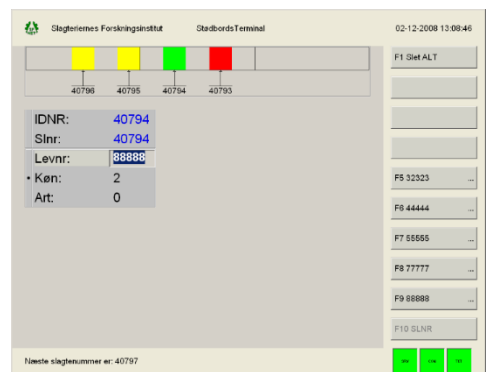 Slagteriernes Forskningsinstitut StødbordsTerminal 02-12-2008 13:08:46
F1 Slet ALT
40796 40795 40794 40793
IDNR: 40794
Slnr: 40794
Levnr: 88888
Køn: 2
Art: 0
F5 32323 ...
F6 44444 ...
F7 55555 ...
F8 77777 ...
F9 88888 ...
F10 SLNR
Næste slagtenummer er: 40797